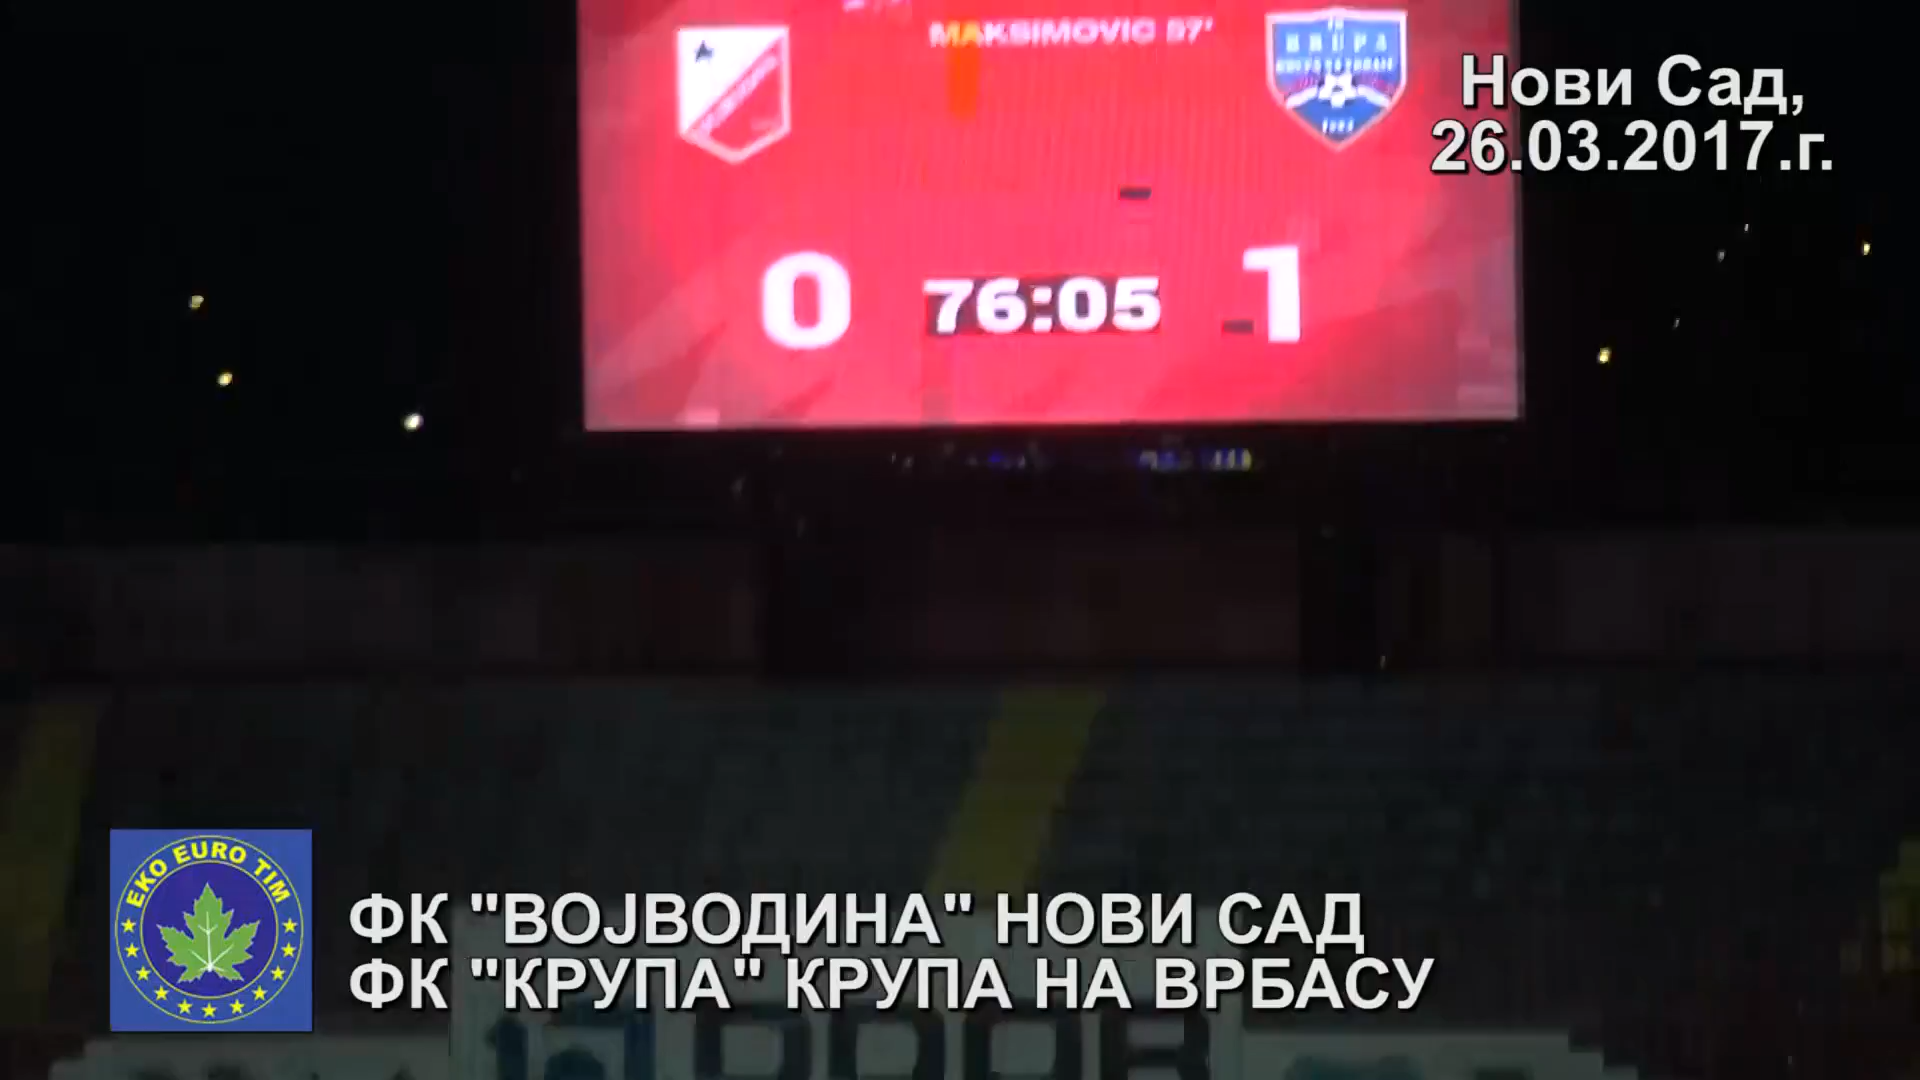 MAKSIMOVIC 57'
Нови Сад,
26.03.2017.г.
0 76:05 1
EKO EURO TIM
ФК "ВОЈВОДИНА" НОВИ САД
ФК "КРУПА" КРУПА НА ВРБАСУ